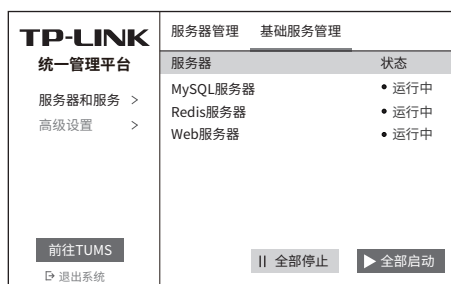 TP-LINK
统一管理平台
服务器和服务 >
高级设置 >
前往TUMS
退出系统
服务器管理 基础服务管理
服务器 状态
MySQL服务器 • 运行中
Redis服务器 • 运行中
Web服务器 • 运行中
全部停止 全部启动